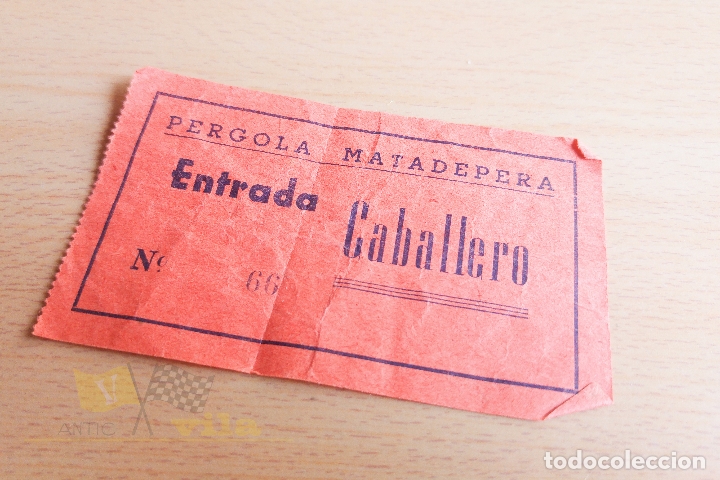 PERGOLA MATADEPERA
Entrada Caballero
Nº 66
V
ANTIC vila
todocoleccion